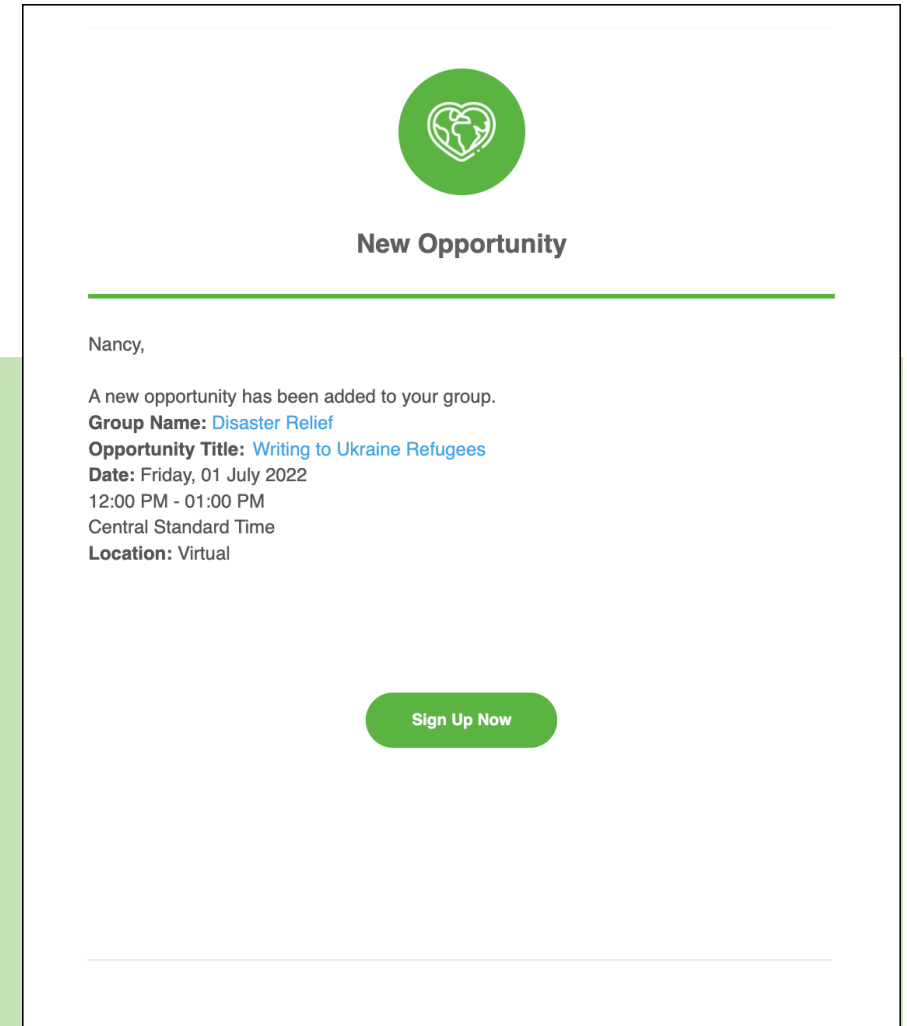 New Opportunity
Nancy,
A new opportunity has been added to your group.
Group Name: Disaster Relief
Opportunity Title: Writing to Ukraine Refugees
Date: Friday, 01 July 2022
12:00 PM - 01:00 PM
Central Standard Time
Location: Virtual
Sign Up Now